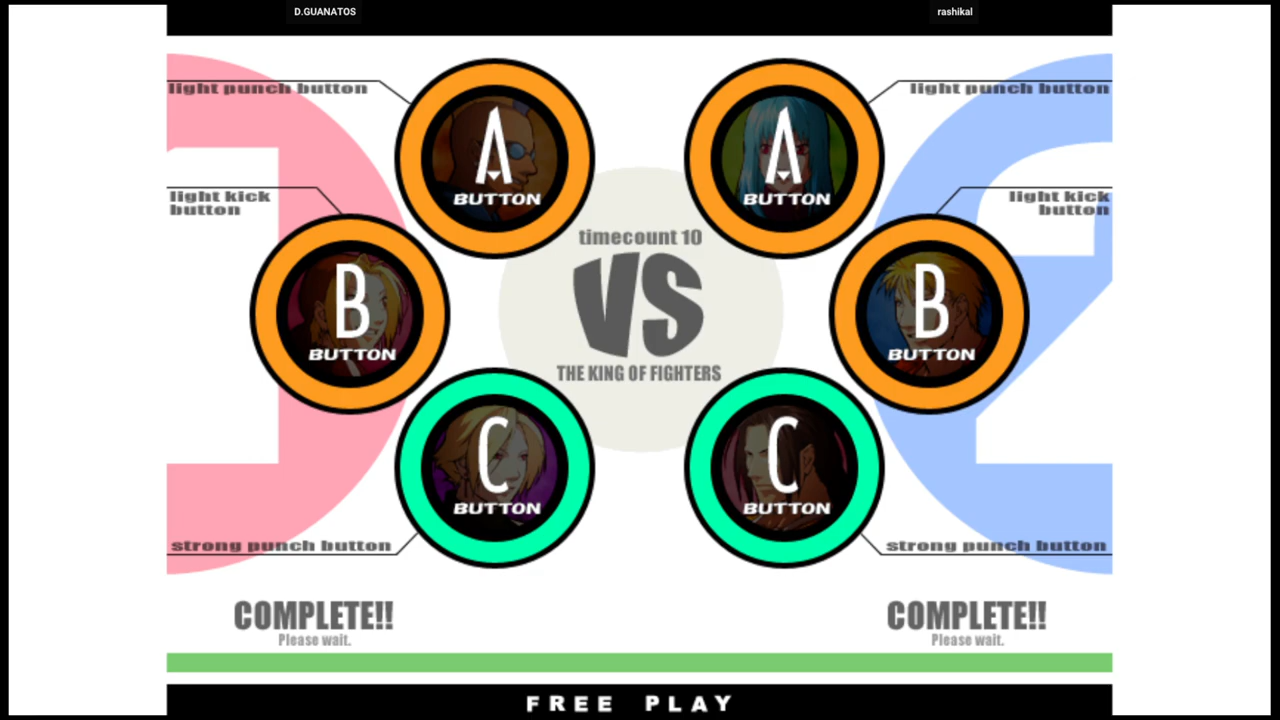 D.GUANATOS
rashikal
light punch button
light punch button
A
BUTTON
A
BUTTON
light kick
button
light kick
button
timecount 10
VS
THE KING OF FIGHTERS
B
BUTTON
B
BUTTON
C
BUTTON
C
BUTTON
strong punch button
strong punch button
COMPLETE!!
Please wait.
COMPLETE!!
Please wait.
FREE PLAY